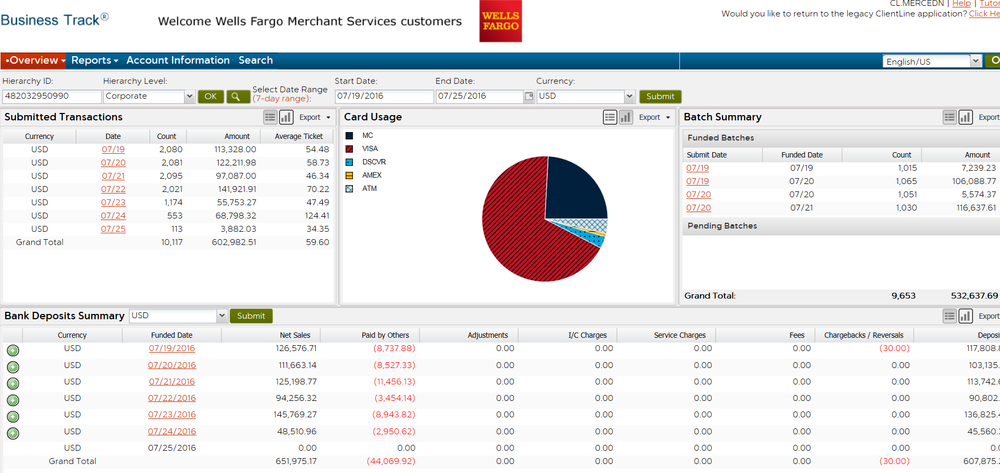 CL.MERCEDN | Help | Tutor
Would you like to return to the legacy ClientLine application? Click He
Business Track®
Welcome Wells Fargo Merchant Services customers
WELLS
FARGO
•Overview Reports Account Information Search English/US
Hierarchy ID: Hierarchy Level: Select Date Range (7-day range): Start Date: End Date: Currency:
482032950990 Corporate OK 07/19/2016 07/25/2016 USD Submit
Submitted Transactions Export
Currency Date Count Amount Average Ticket
USD 07/19 2,080 113,328.00 54.48
USD 07/20 2,081 122,211.98 58.73
USD 07/21 2,095 97,087.00 46.34
USD 07/22 2,021 141,921.91 70.22
USD 07/23 1,174 55,753.27 47.49
USD 07/24 553 68,798.32 124.41
USD 07/25 113 3,882.03 34.35
Grand Total 10,117 602,982.51 59.60
Card Usage Export
MC
VISA
DSCVR
AMEX
ATM
Batch Summary Export
Funded Batches
Submit Date Funded Date Count Amount
07/19 07/19 1,015 7,239.23
07/19 07/20 1,065 106,088.77
07/20 07/20 1,051 5,574.37
07/20 07/21 1,030 116,637.61
Pending Batches
Grand Total: 9,653 532,637.69
Bank Deposits Summary USD Submit Export
Currency Funded Date Net Sales Paid by Others Adjustments I/C Charges Service Charges Fees Chargebacks / Reversals Deposi
USD 07/19/2016 126,576.71 (8,737.88) 0.00 0.00 0.00 0.00 (30.00) 117,808.8
USD 07/20/2016 111,663.14 (8,527.33) 0.00 0.00 0.00 0.00 0.00 103,135.
USD 07/21/2016 125,198.77 (11,456.13) 0.00 0.00 0.00 0.00 0.00 113,742.6
USD 07/22/2016 94,256.32 (3,454.14) 0.00 0.00 0.00 0.00 0.00 90,802.
USD 07/23/2016 145,769.27 (8,943.82) 0.00 0.00 0.00 0.00 0.00 136,825.4
USD 07/24/2016 48,510.96 (2,950.62) 0.00 0.00 0.00 0.00 0.00 45,560.3
USD 07/25/2016 0.00 0.00 0.00 0.00 0.00 0.00 0.00 0.0
Grand Total 651,975.17 (44,069.92) 0.00 0.00 0.00 0.00 (30.00) 607,875.2